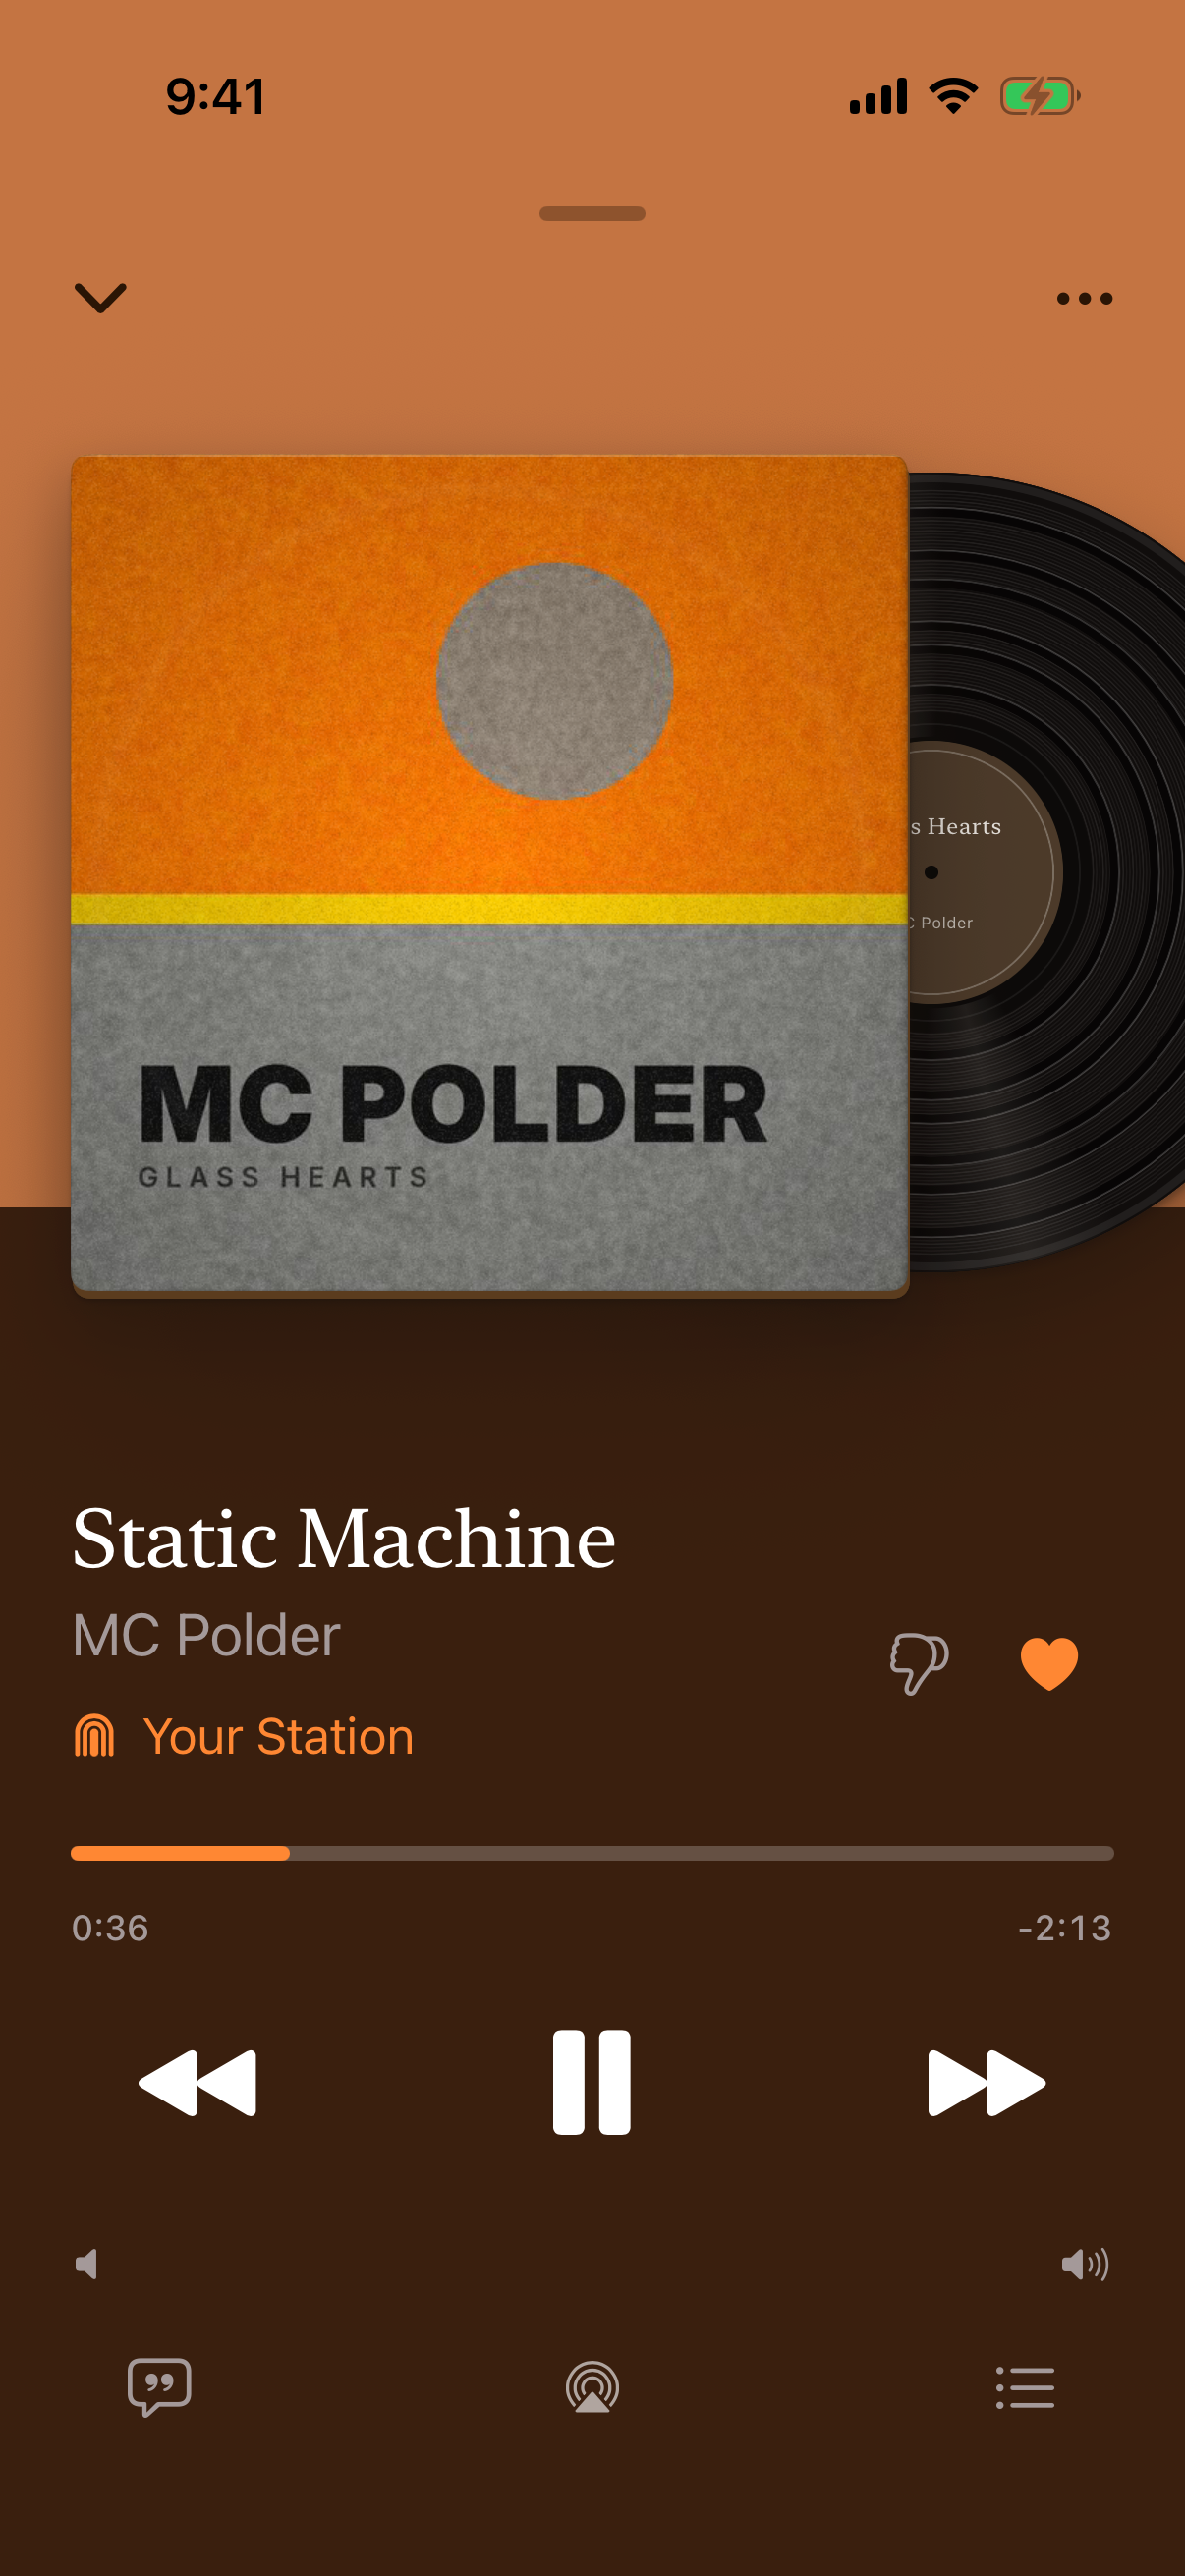 9:41
s Hearts
Polder
MC POLDER
GLASS HEARTS
Static Machine
MC Polder
Your Station
0:36
-2:13